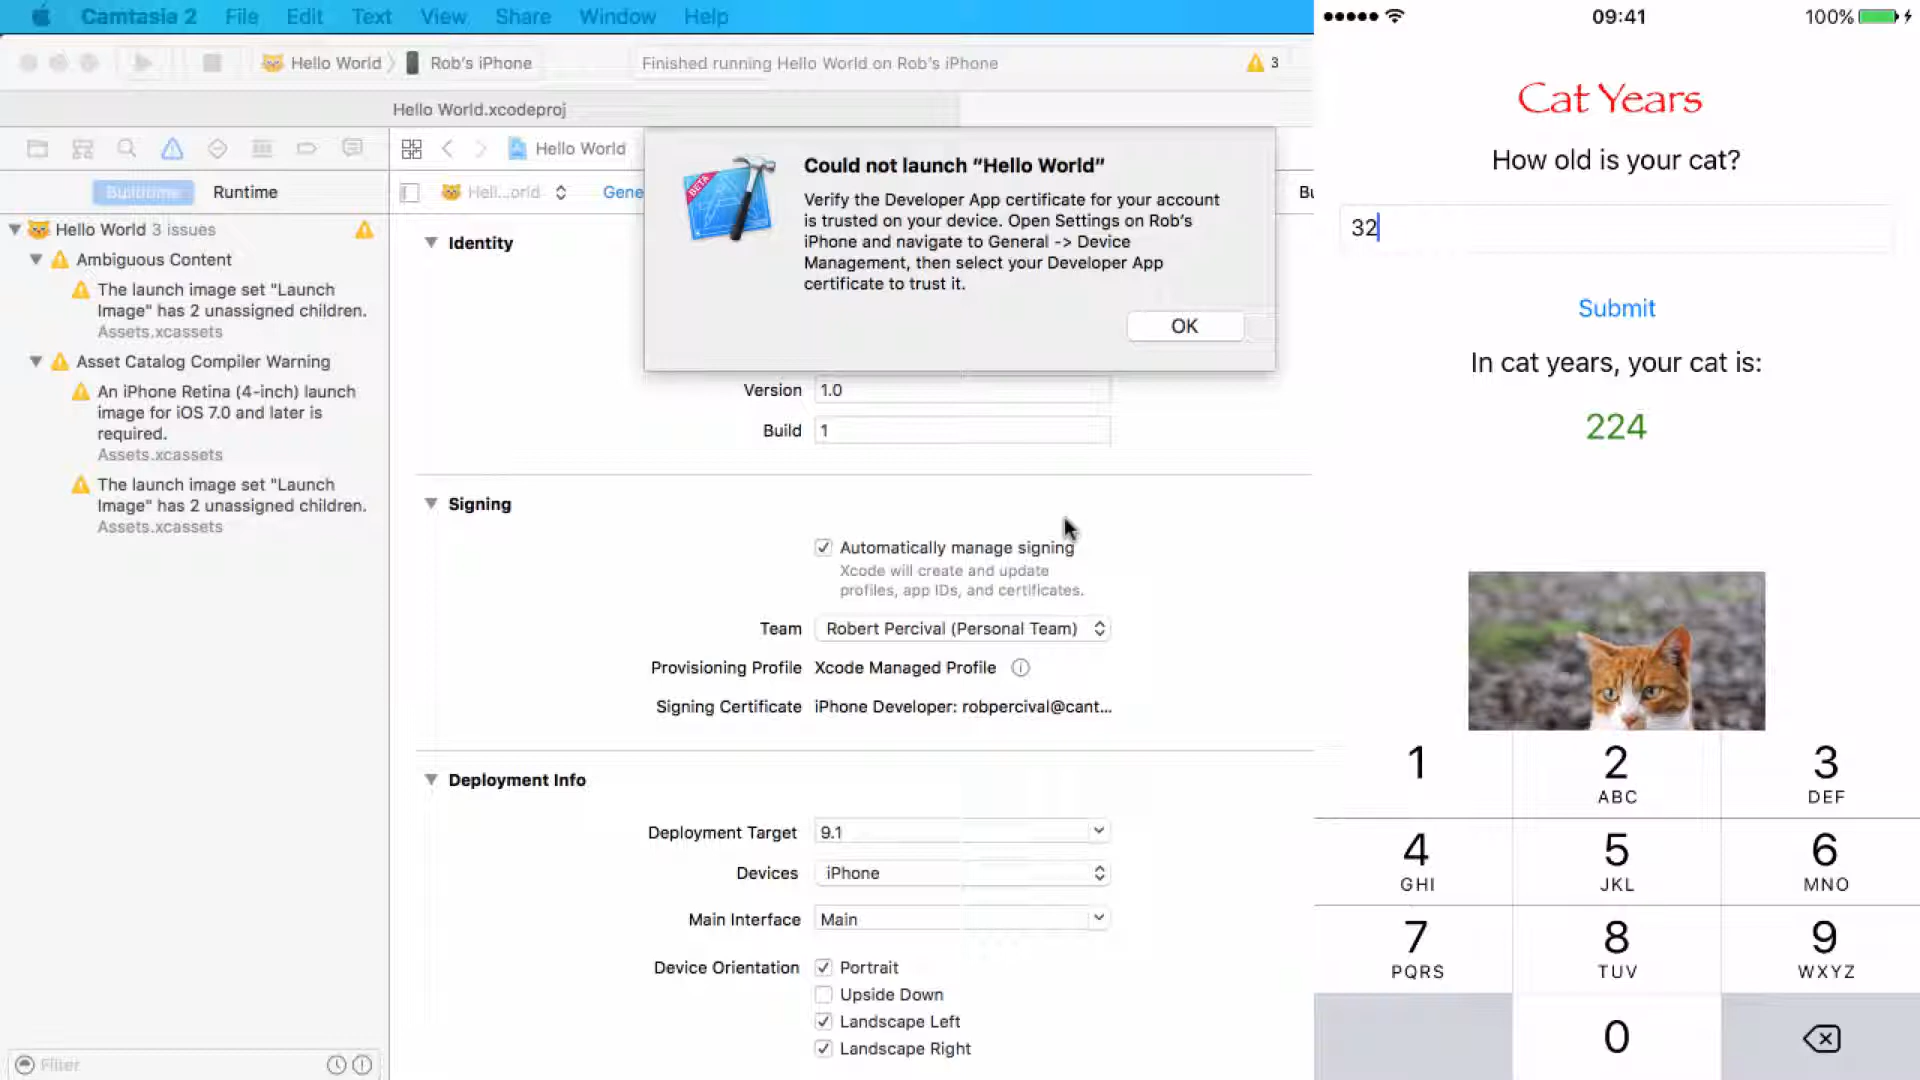 Camtasia 2 File Edit Text View Share Window Help
Hello World Rob's iPhone
Finished running Hello World on Rob's iPhone
3
Hello World.xcodeproj
Hello World
Buildtime Runtime
Hell...orld
Gene
Bu
Hello World 3 issues
Ambiguous Content
The launch image set "Launch
Image" has 2 unassigned children.
Assets.xcassets
Asset Catalog Compiler Warning
An iPhone Retina (4-inch) launch
image for iOS 7.0 and later is
required.
Assets.xcassets
The launch image set "Launch
Image" has 2 unassigned children.
Assets.xcassets
Filter
BETA
Could not launch “Hello World”
Verify the Developer App certificate for your account
is trusted on your device. Open Settings on Rob's
iPhone and navigate to General -> Device
Management, then select your Developer App
certificate to trust it.
OK
Identity
Version 1.0
Build 1
Signing
Automatically manage signing
Xcode will create and update
profiles, app IDs, and certificates.
Team Robert Percival (Personal Team)
Provisioning Profile Xcode Managed Profile
Signing Certificate iPhone Developer: robpercival@cant...
Deployment Info
Deployment Target 9.1
Devices iPhone
Main Interface Main
Device Orientation Portrait
Upside Down
Landscape Left
Landscape Right
09:41
100%
Cat Years
How old is your cat?
32
Submit
In cat years, your cat is:
224
1 2 3
ABC DEF
4 5 6
GHI JKL MNO
7 8 9
PQRS TUV WXYZ
0